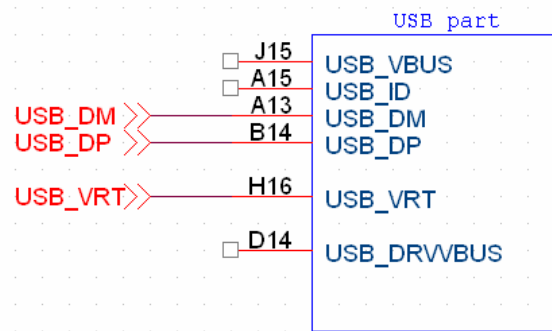 USB part
J15 USB_VBUS
A15 USB_ID
USB_DM A13 USB_DM
USB_DP B14 USB_DP
USB_VRT H16 USB_VRT
D14 USB_DRVVBUS